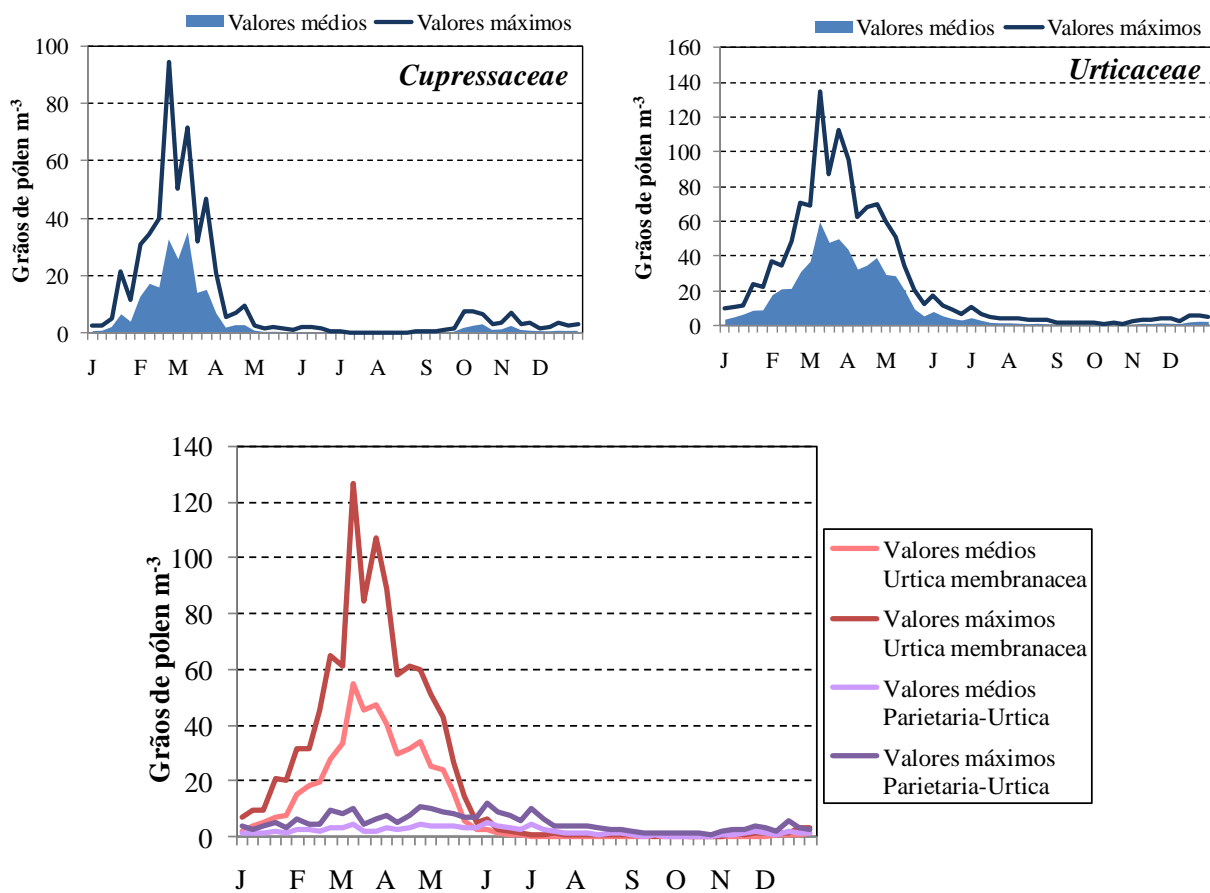 Valores médios Valores máximos
Cupressaceae
Grãos de pólen m-3
100
80
60
40
20
0
J F M A M J J A S O N D
Valores médios Valores máximos
Urticaceae
Grãos de pólen m-3
160
140
120
100
80
60
40
20
0
J F M A M J J A S O N D
Grãos de pólen m-3
140
120
100
80
60
40
20
0
J F M A M J J A S O N D
Valores médios
Urtica membranacea
Valores máximos
Urtica membranacea
Valores médios
Parietaria-Urtica
Valores máximos
Parietaria-Urtica